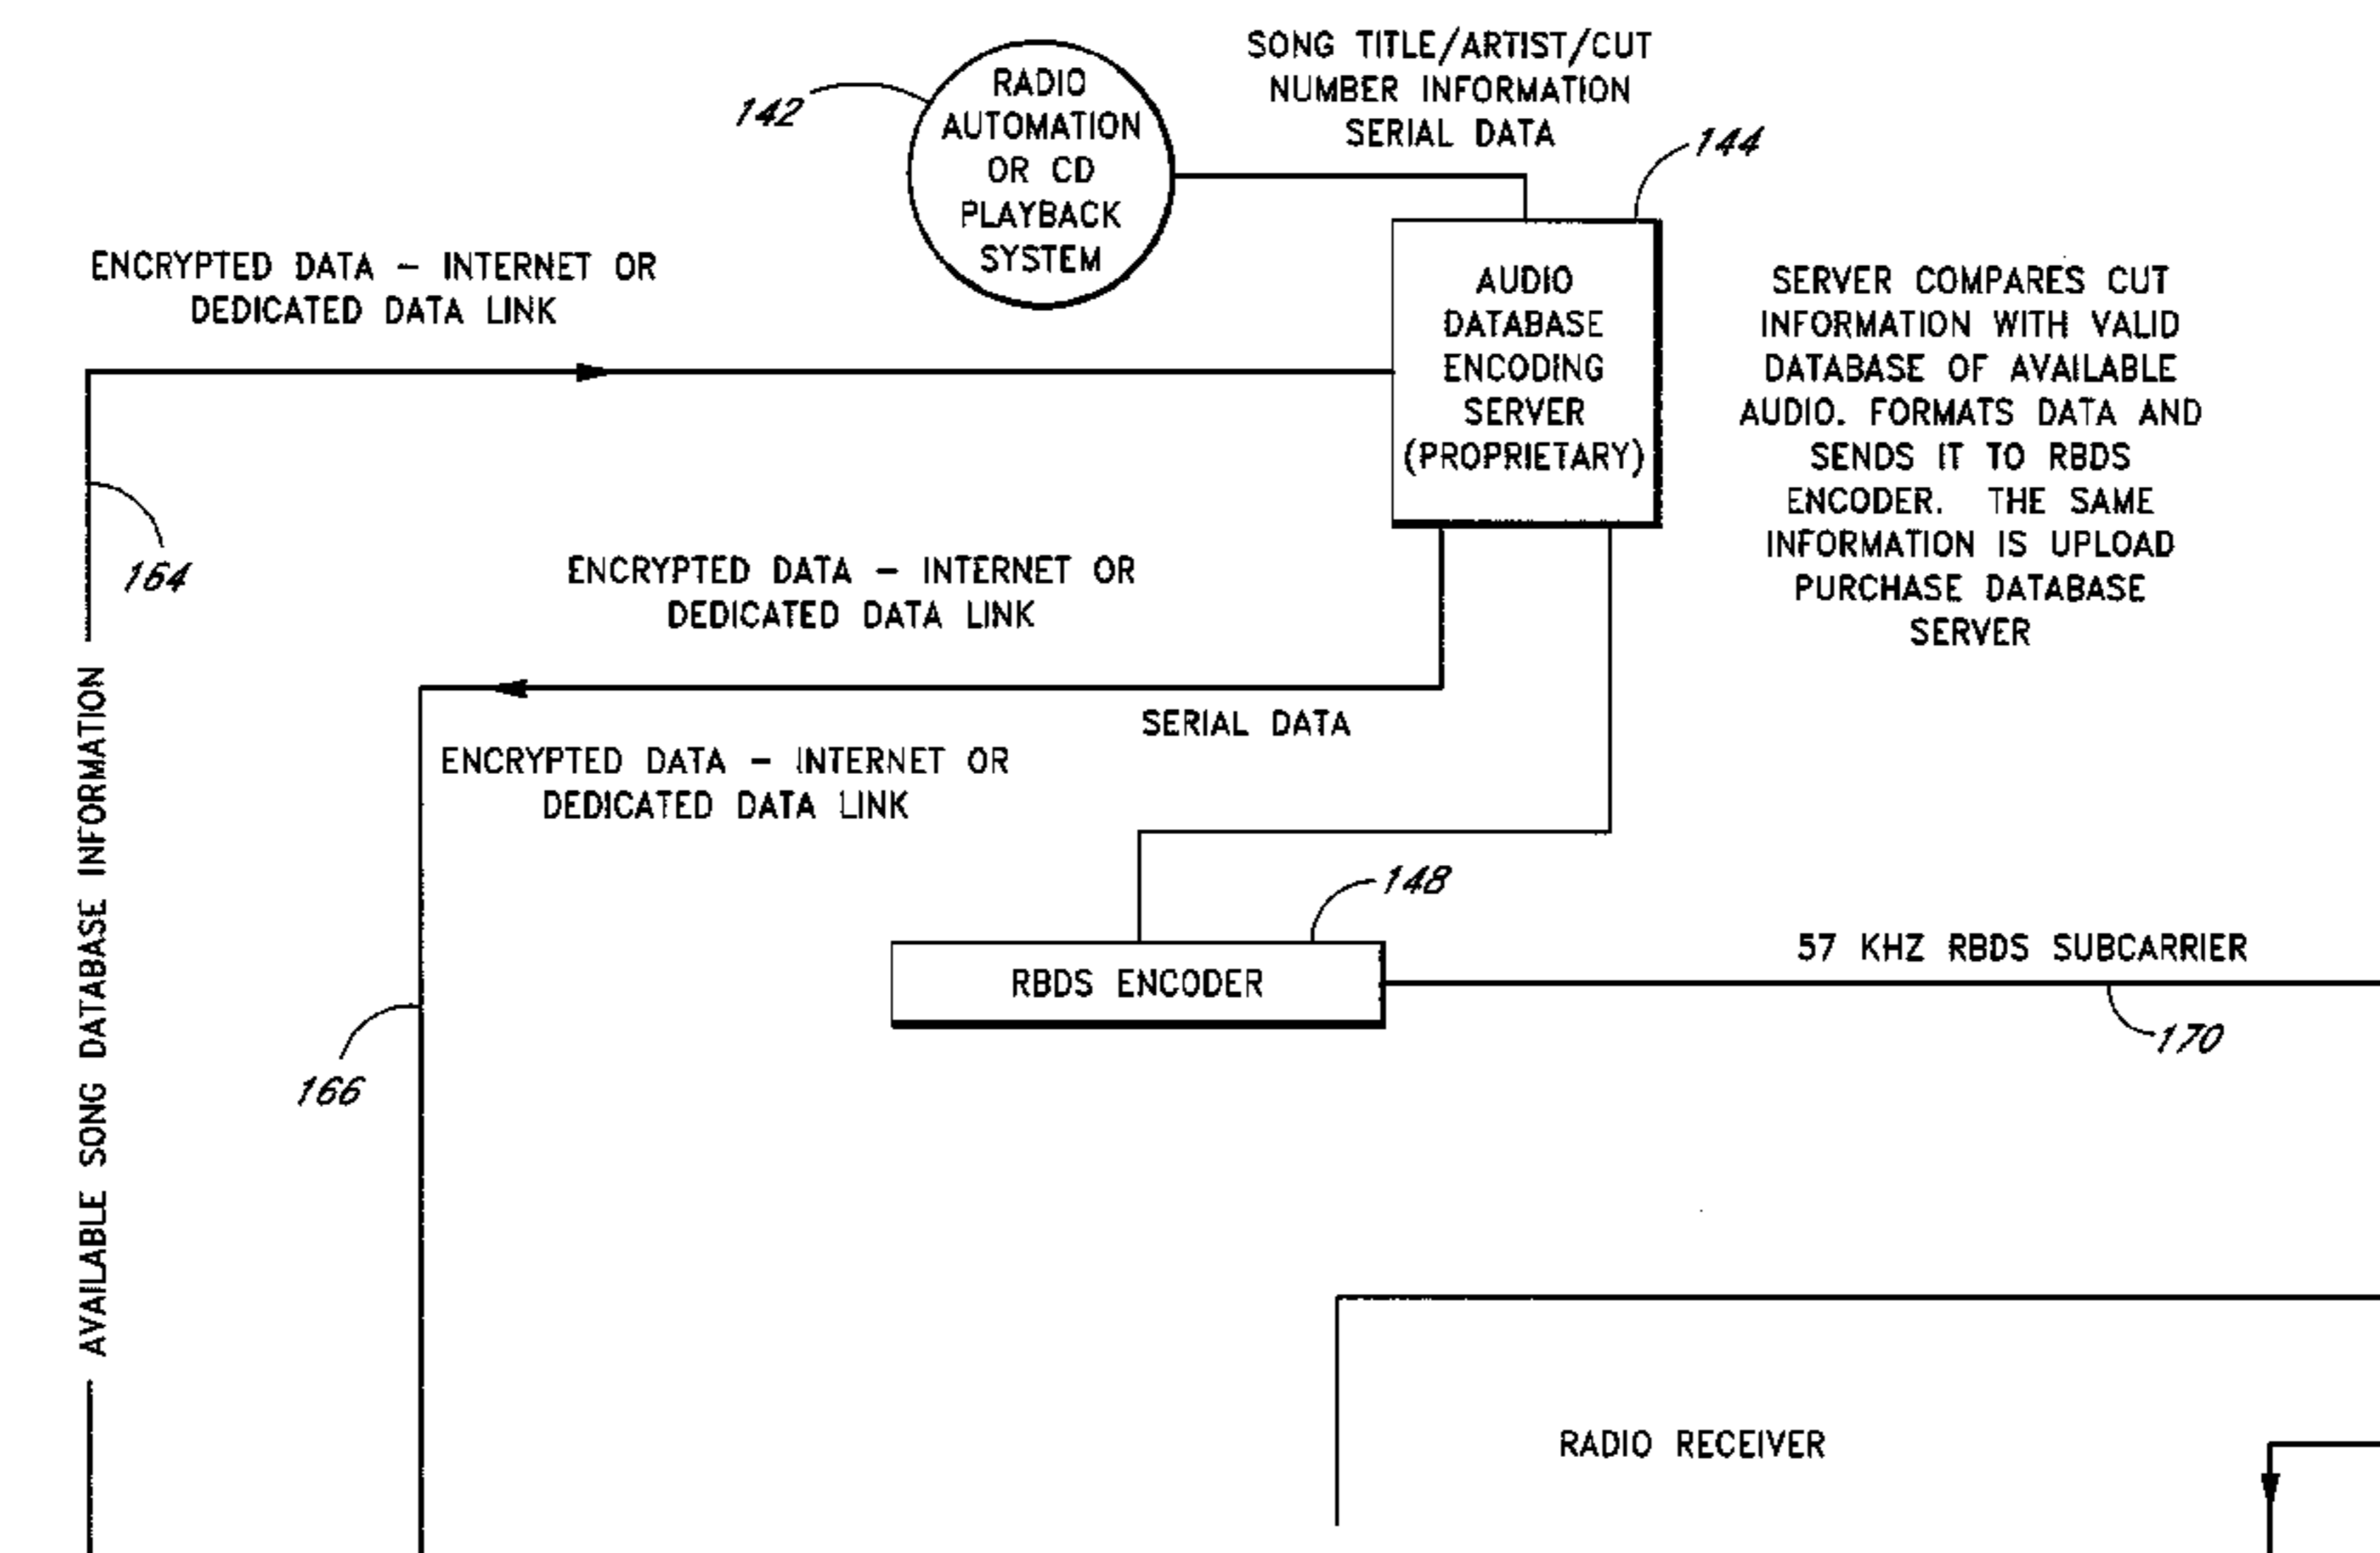 SONG TITLE/ARTIST/CUT
NUMBER INFORMATION
SERIAL DATA
RADIO
AUTOMATION
OR CD
PLAYBACK
SYSTEM
142
144
ENCRYPTED DATA – INTERNET OR
DEDICATED DATA LINK
AUDIO
DATABASE
ENCODING
SERVER
(PROPRIETARY)
SERVER COMPARES CUT
INFORMATION WITH VALID
DATABASE OF AVAILABLE
AUDIO. FORMATS DATA AND
SENDS IT TO RBDS
ENCODER. THE SAME
INFORMATION IS UPLOAD
PURCHASE DATABASE
SERVER
164
ENCRYPTED DATA – INTERNET OR
DEDICATED DATA LINK
SERIAL DATA
ENCRYPTED DATA – INTERNET OR
DEDICATED DATA LINK
AVAILABLE SONG DATABASE INFORMATION
148
RBDS ENCODER
57 KHZ RBDS SUBCARRIER
170
166
RADIO RECEIVER